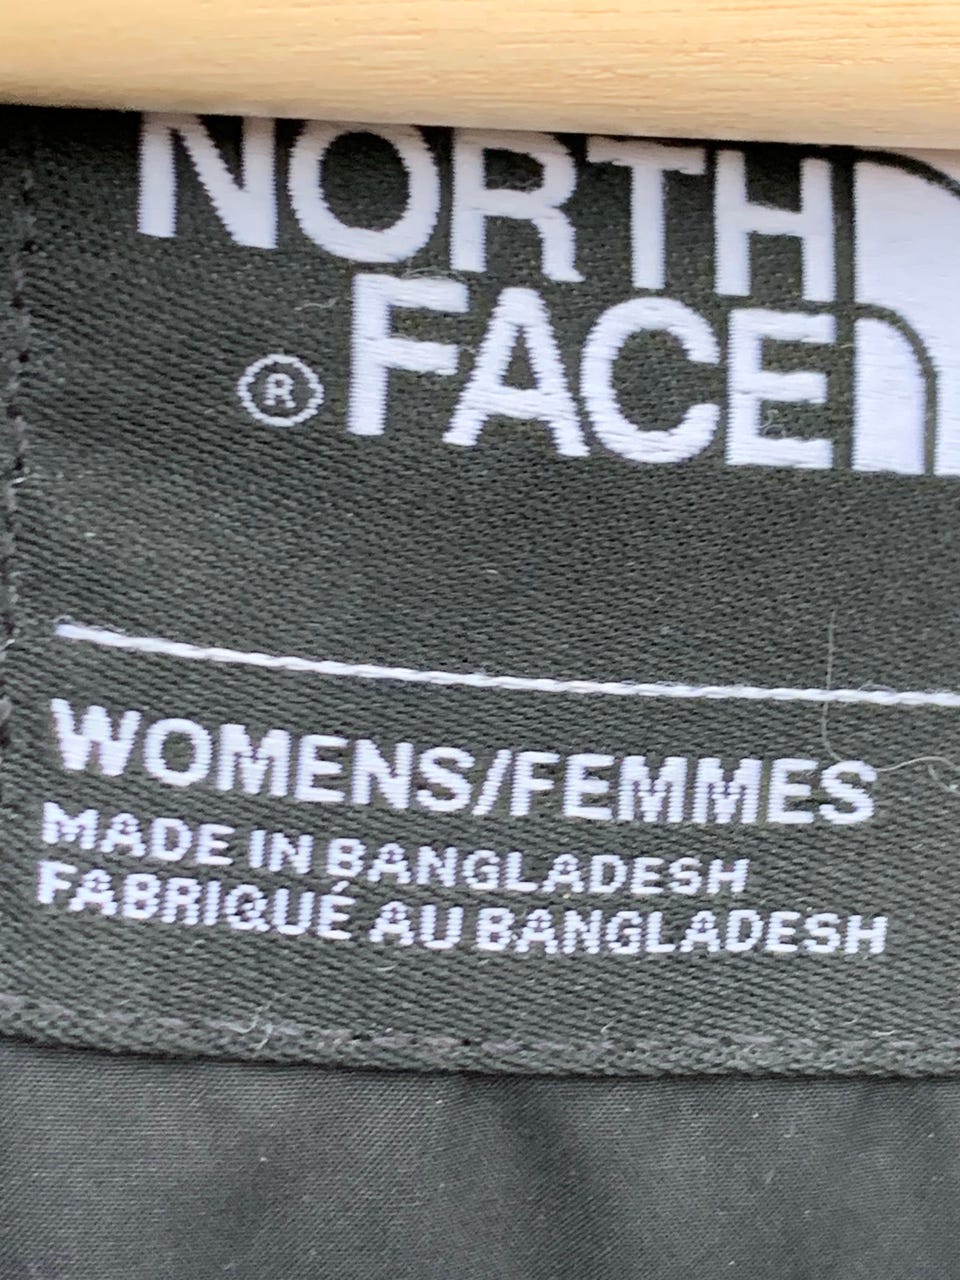 NORTH
FACE
®
WOMENS/FEMMES
MADE IN BANGLADESH
FABRIQUÉ AU BANGLADESH